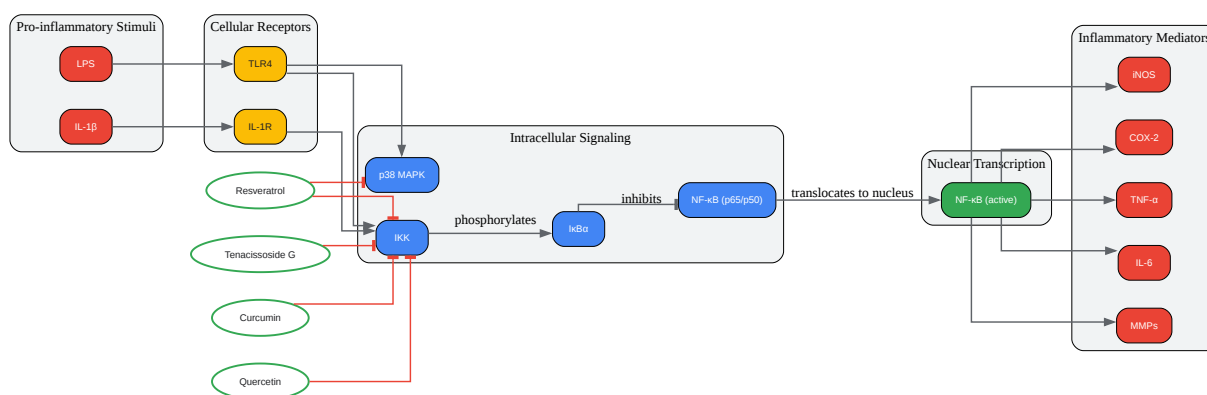 Pro-inflammatory Stimuli
LPS
IL-1β
Cellular Receptors
TLR4
IL-1R
Resveratrol
Tenacissoside G
Curcumin
Quercetin
Intracellular Signaling
p38 MAPK
IKK
phosphorylates
IκBα
inhibits
NF-κB (p65/p50)
translocates to nucleus
Nuclear Transcription
NF-κB (active)
Inflammatory Mediators
iNOS
COX-2
TNF-α
IL-6
MMPs